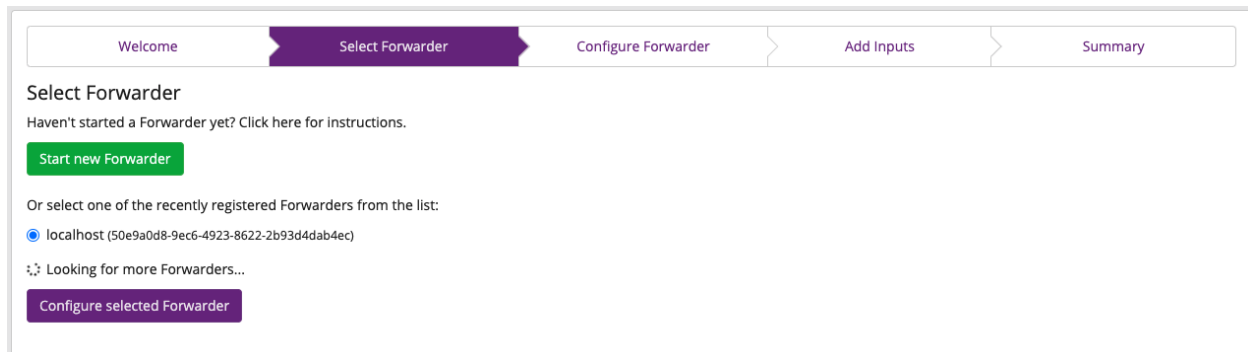 Welcome
Select Forwarder
Configure Forwarder
Add Inputs
Summary
Select Forwarder
Haven't started a Forwarder yet? Click here for instructions.
Start new Forwarder
Or select one of the recently registered Forwarders from the list:
localhost (50e9a0d8-9ec6-4923-8622-2b93d4dab4ec)
Looking for more Forwarders...
Configure selected Forwarder